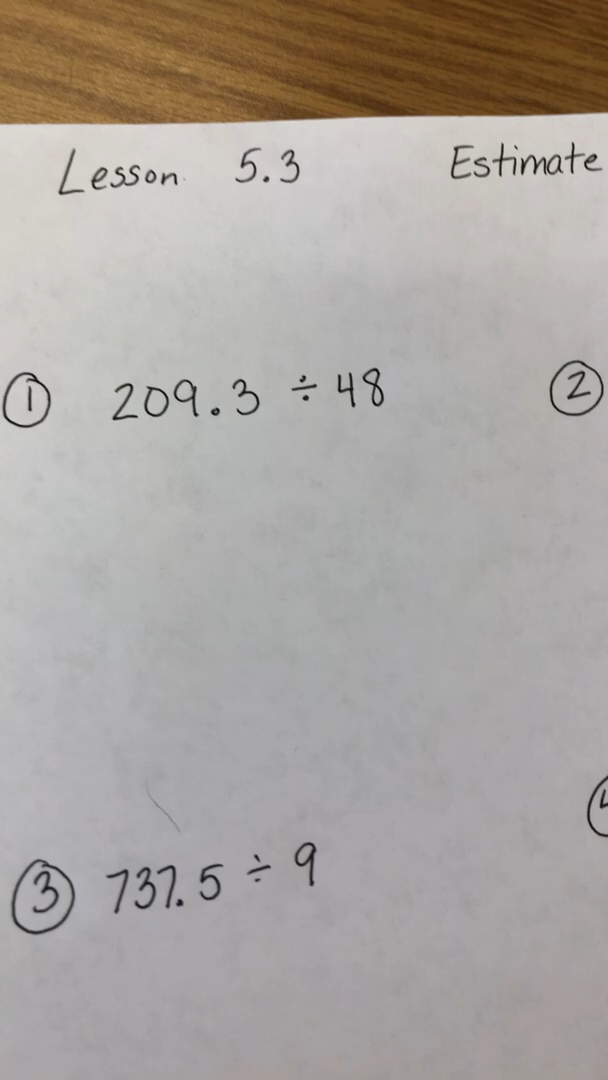 Lesson 5.3 Estimate
① 209.3 ÷ 48 ②
③ 737.5 ÷ 9